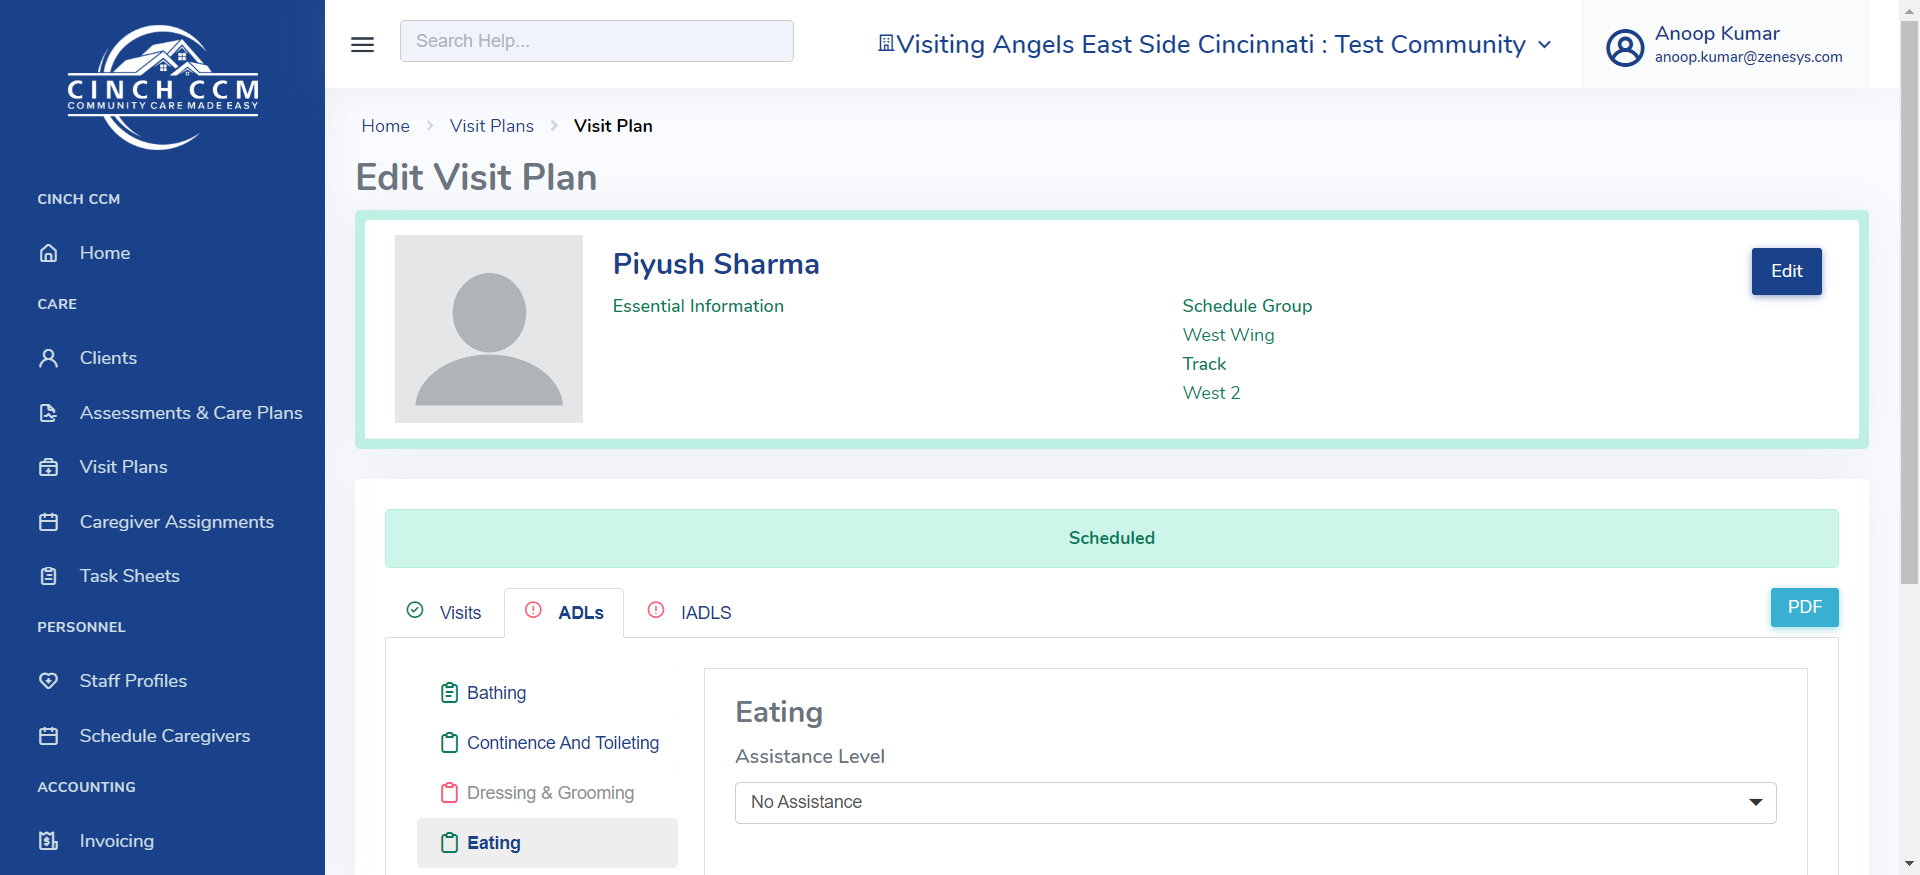 CINCH CCM
COMMUNITY CARE MADE EASY
CINCH CCM
Home
CARE
Clients
Assessments & Care Plans
Visit Plans
Caregiver Assignments
Task Sheets
PERSONNEL
Staff Profiles
Schedule Caregivers
ACCOUNTING
Invoicing
Search Help...
Visiting Angels East Side Cincinnati : Test Community
Anoop Kumar
anoop.kumar@zenesys.com
Home > Visit Plans > Visit Plan
Edit Visit Plan
Piyush Sharma
Edit
Essential Information
Schedule Group
West Wing
Track
West 2
Scheduled
Visits ADLs IADLS
PDF
Bathing
Continence And Toileting
Dressing & Grooming
Eating
Eating
Assistance Level
No Assistance